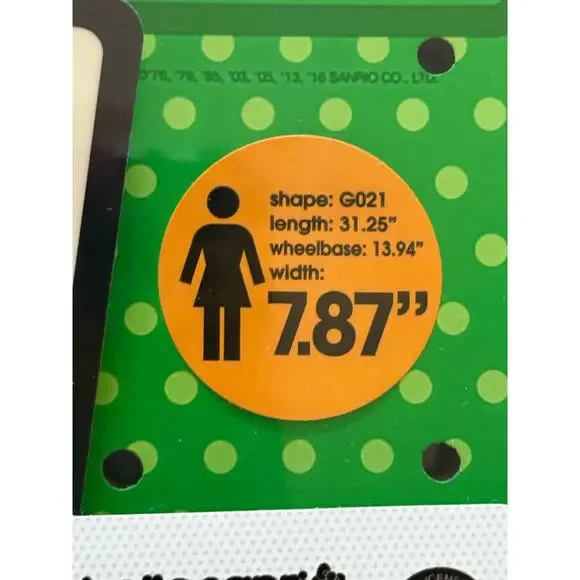 ©'76, '79, '85, '03, '05, '13, '16 SANRIO CO., LTD.
shape: G021
length: 31.25”
wheelbase: 13.94”
width:
7.87”